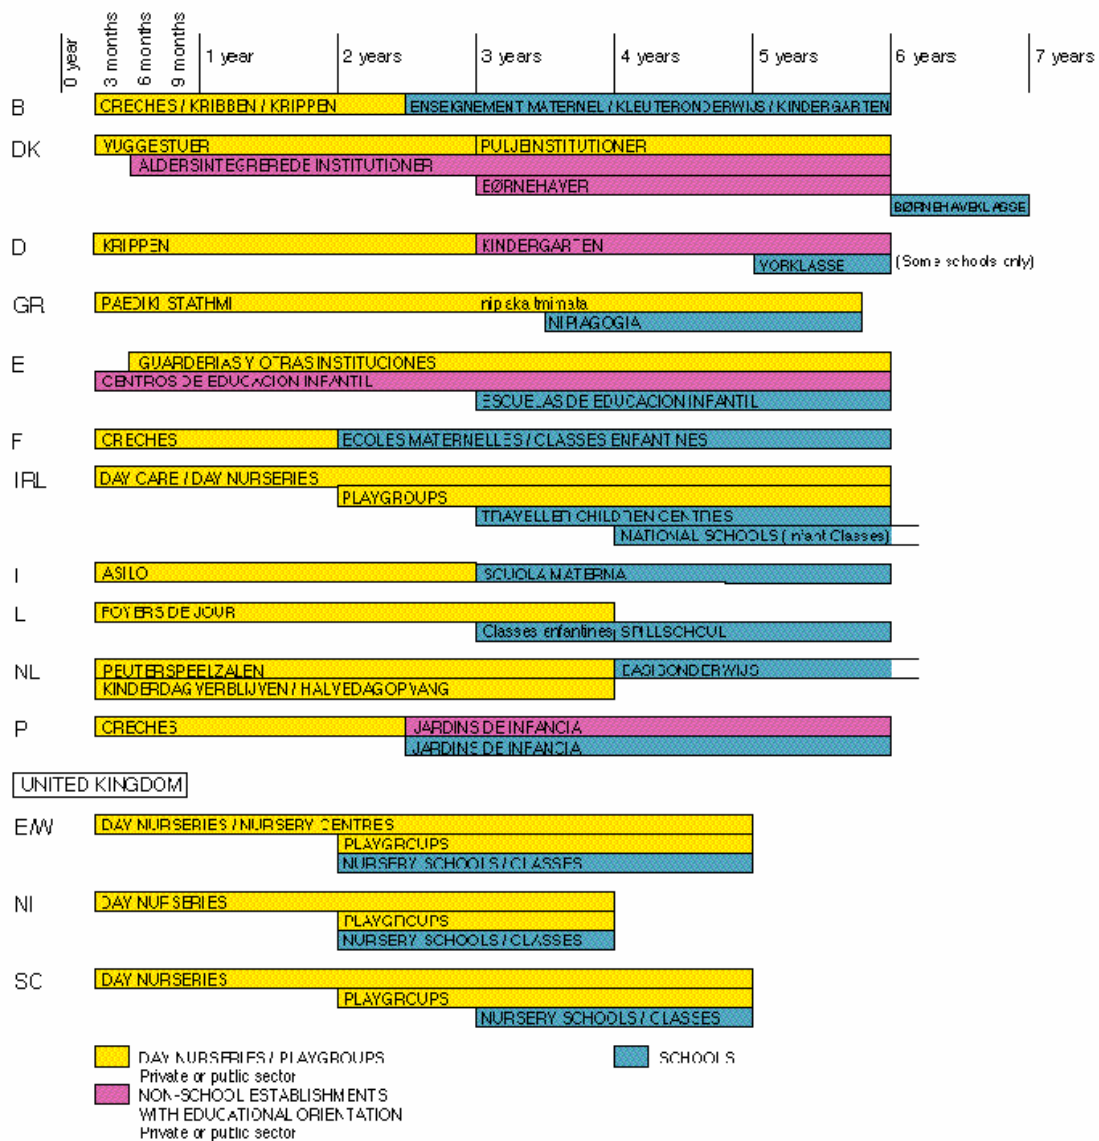 0 year 3 months 6 months 9 months 1 year 2 years 3 years 4 years 5 years 6 years 7 years
B CRECHES / KRIBBEN / KRIPPEN ENSEIGNEMENT MATERNEL / KLEUTERONDERWIJS / KINDERGARTEN
DK VUGGESTUER PULJEINSTITUTIONER
ALDERSINTEGREREDE INSTITUTIONER
BØRNEHAVER
BØRNEHAVEKLASSE
D KRIPPEN KINDERGARTEN
VORKLASSE (Some schools only)
GR PAEDIKI STATHMI nipiaka tmimata
NIPIAGOGIA
E GUARDERIAS Y OTRAS INSTITUCIONES
CENTROS DE EDUCACION INFANTIL
ESCUELAS DE EDUCACION INFANTIL
F CRECHES ECOLES MATERNELLES / CLASSES ENFANTINES
IRL DAY CARE / DAY NURSERIES
PLAYGROUPS
TRAVELLER CHILDREN CENTRES
NATIONAL SCHOOLS (Infant Classes)
I ASILO SCUOLA MATERNA
L FOYERS DE JOUR
Classes enfantines, SPILLSCHOUL
NL PEUTERSPEELZALEN BASISONDERWIJS
KINDERDAGVERBLIJVEN / HALVEDAGOPVANG
P CRECHES JARDINS DE INFANCIA
JARDINS DE INFANCIA
UNITED KINGDOM
E/W DAY NURSERIES / NURSERY CENTRES
PLAYGROUPS
NURSERY SCHOOLS / CLASSES
NI DAY NURSERIES
PLAYGROUPS
NURSERY SCHOOLS / CLASSES
SC DAY NURSERIES
PLAYGROUPS
NURSERY SCHOOLS / CLASSES
DAY NURSERIES / PLAYGROUPS SCHOOLS
Private or public sector
NON-SCHOOL ESTABLISHMENTS
WITH EDUCATIONAL ORIENTATION
Private or public sector